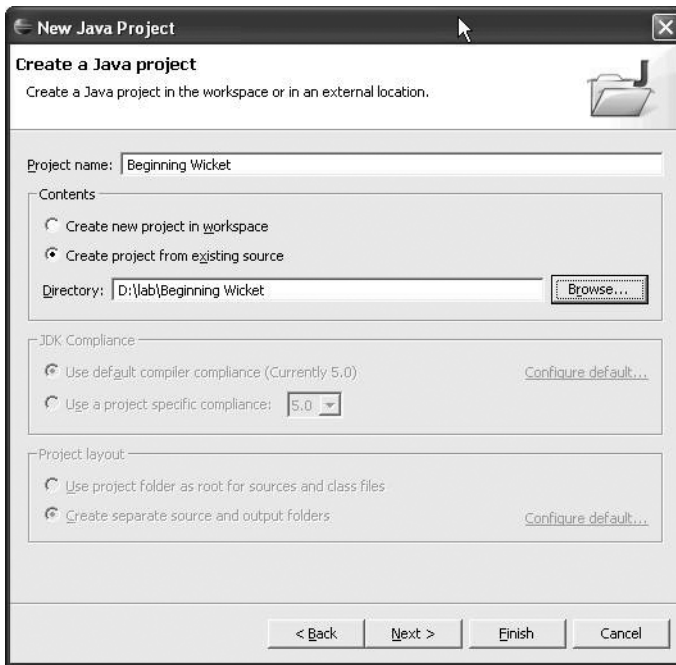 New Java Project
Create a Java project
Create a Java project in the workspace or in an external location.
Project name: Beginning Wicket
Contents
Create new project in workspace
Create project from existing source
Directory: D:\lab\Beginning Wicket Browse...
JDK Compliance
Use default compiler compliance (Currently 5.0) Configure default...
Use a project specific compliance: 5.0
Project layout
Use project folder as root for sources and class files
Create separate source and output folders Configure default...
< Back Next > Finish Cancel